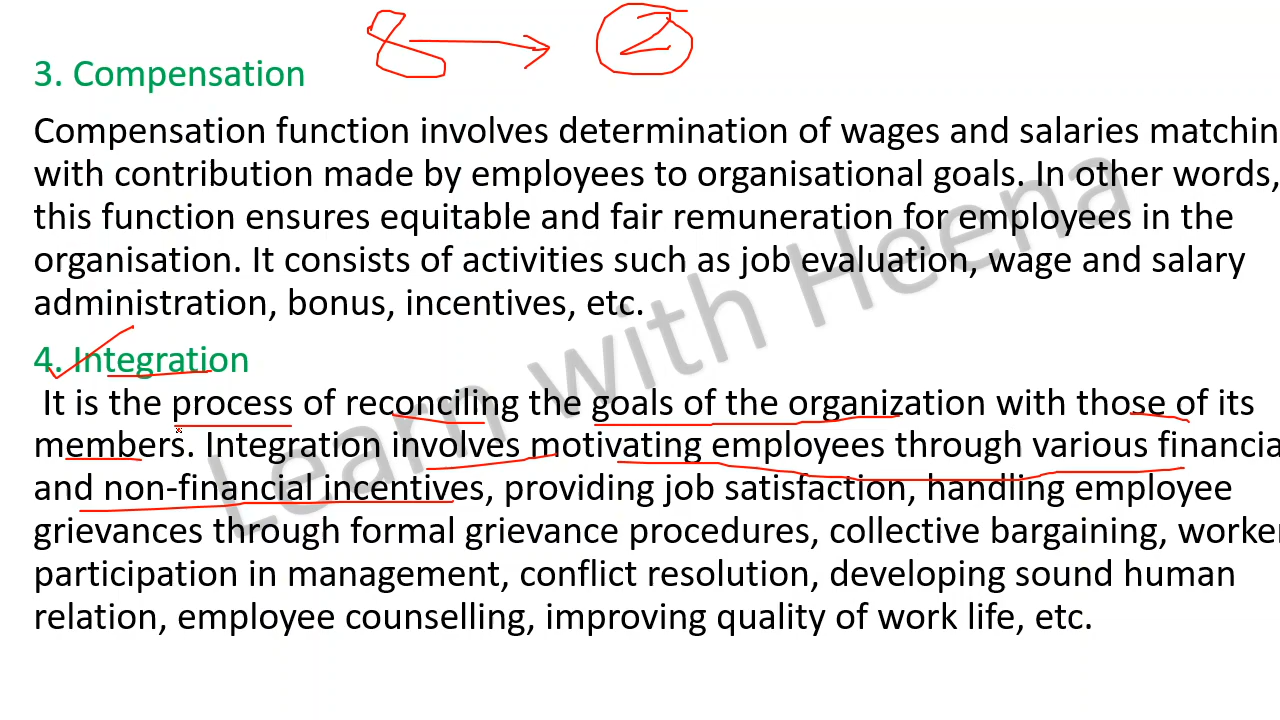 8 → 2
3. Compensation
Compensation function involves determination of wages and salaries matchin
with contribution made by employees to organisational goals. In other words,
this function ensures equitable and fair remuneration for employees in the
organisation. It consists of activities such as job evaluation, wage and salary
administration, bonus, incentives, etc.
4. Integration
It is the process of reconciling the goals of the organization with those of its
members. Integration involves motivating employees through various financia
and non-financial incentives, providing job satisfaction, handling employee
grievances through formal grievance procedures, collective bargaining, worker
participation in management, conflict resolution, developing sound human
relation, employee counselling, improving quality of work life, etc.
Learn with Heena